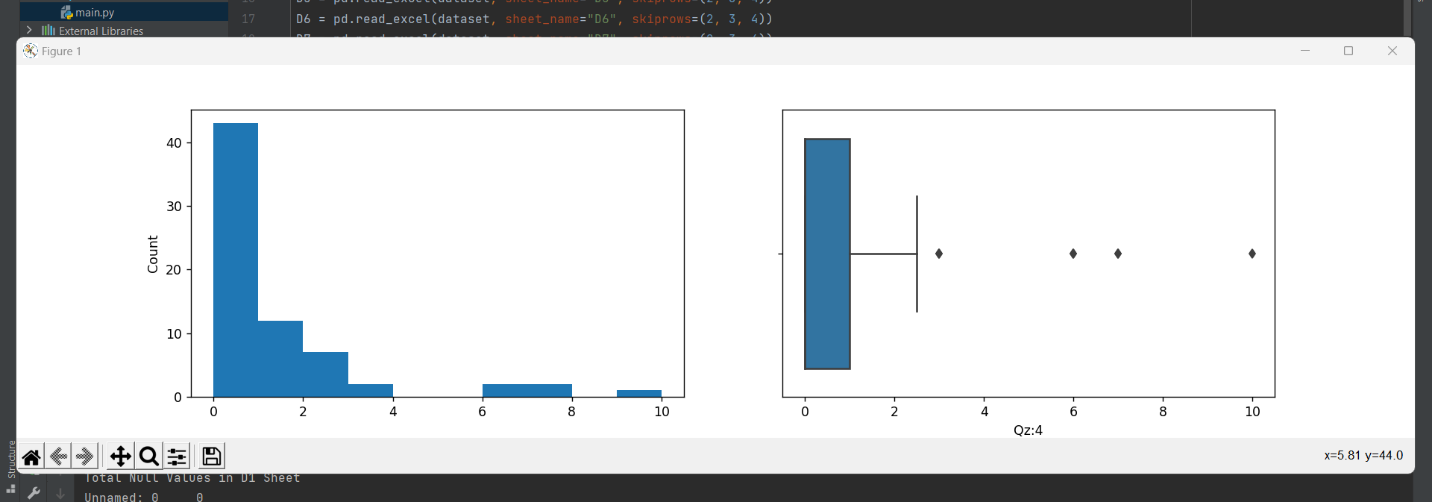 main.py
External Libraries
17 D6 = pd.read_excel(dataset, sheet_name="D6", skiprows=(2, 3, 4))
Figure 1
Count
40
30
20
10
0
0 2 4 6 8 10
0 2 4 6 8 10
Qz:4
x=5.81 y=44.0
Structure
Total Null Values in D1 Sheet
Unnamed: 0 0